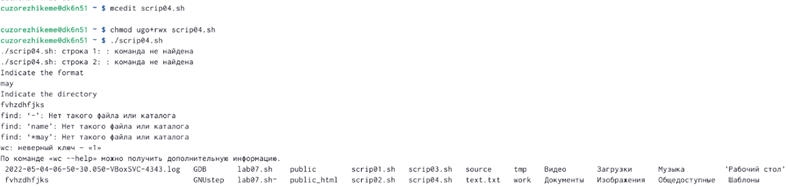 cuzorezhikeme@dk6n51 ~ $ mcedit scrip04.sh
cuzorezhikeme@dk6n51 ~ $ chmod ugo+rwx scrip04.sh
cuzorezhikeme@dk6n51 ~ $ ./scrip04.sh
./scrip04.sh: строка 1: : команда не найдена
./scrip04.sh: строка 2: : команда не найдена
Indicate the format
may
Indicate the directory
fvhzdhfjks
find: ‘-’: Нет такого файла или каталога
find: ‘name’: Нет такого файла или каталога
find: ‘*may’: Нет такого файла или каталога
wc: неверный ключ — «1»
По команде «wc --help» можно получить дополнительную информацию.
2022-05-04-06-50-30.050-VBoxSVC-4343.log GDB lab07.sh public scrip01.sh scrip03.sh source tmp Видео Загрузки Музыка 'Рабочий стол'
fvhzdhfjks GNUstep lab07.sh~ public_html scrip02.sh scrip04.sh text.txt work Документы Изображения Общедоступные Шаблоны